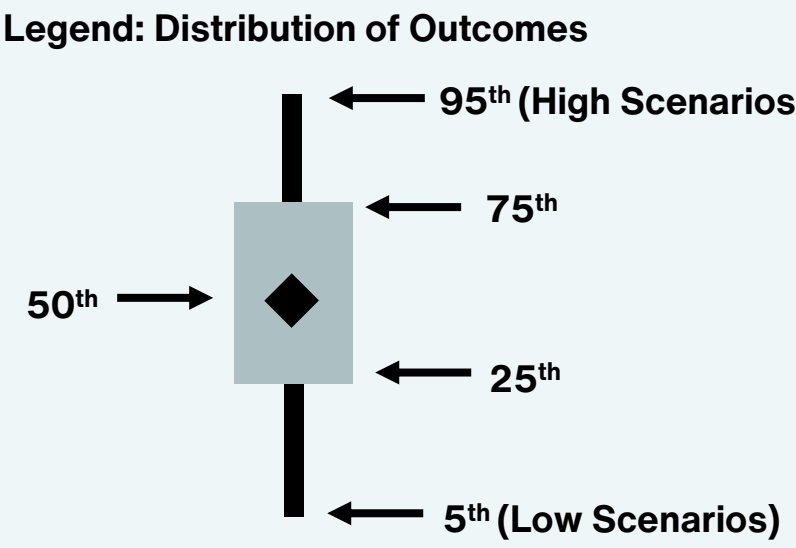 Legend: Distribution of Outcomes
95th (High Scenarios
75th
50th
25th
5th (Low Scenarios)